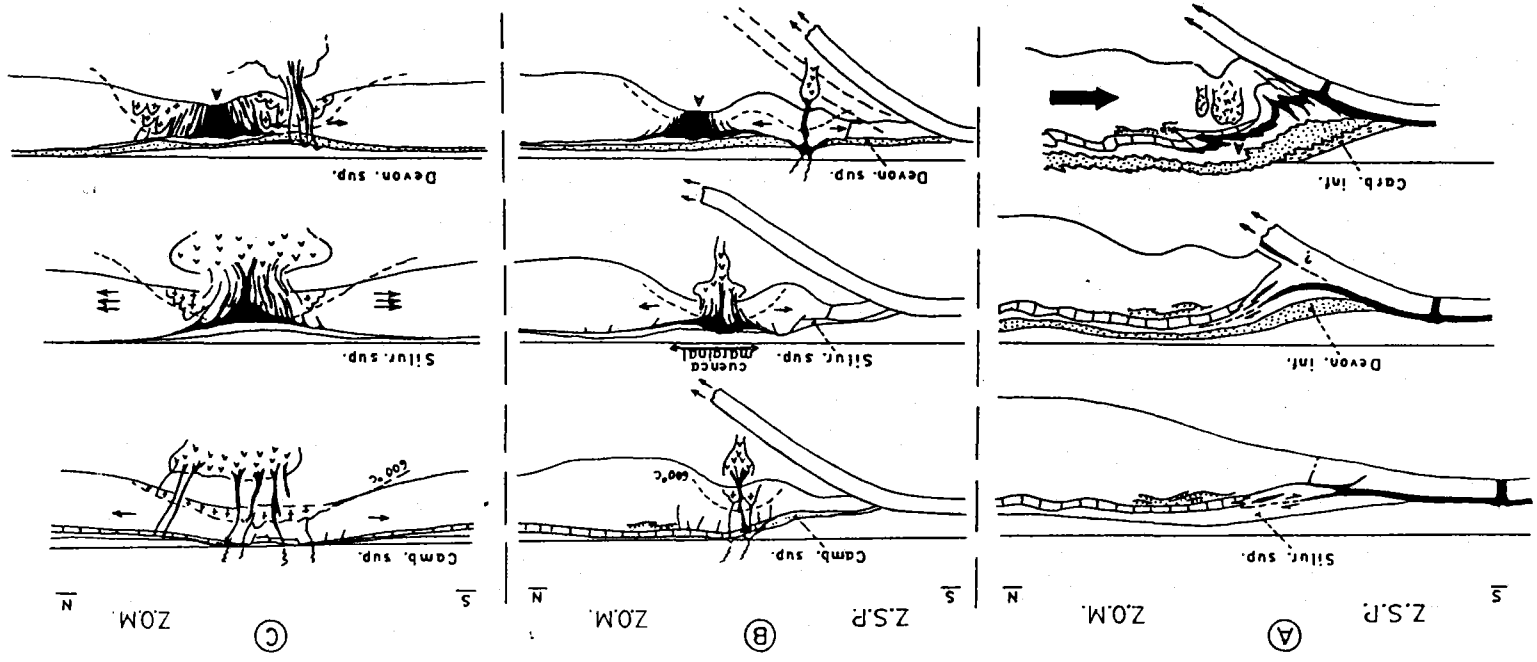 A
Z.S.P. Z.O.M.
S N
Silur. sup.
Devon. inf.
?
Carb. inf.
B
Z.S.P. Z.O.M.
S N
Camb. sup.
600°C
cuenca
marginal
Silur. sup.
Devon. sup.
C
Z.O.M.
S N
Camb. sup.
600°C
Silur. sup.
Devon. sup.